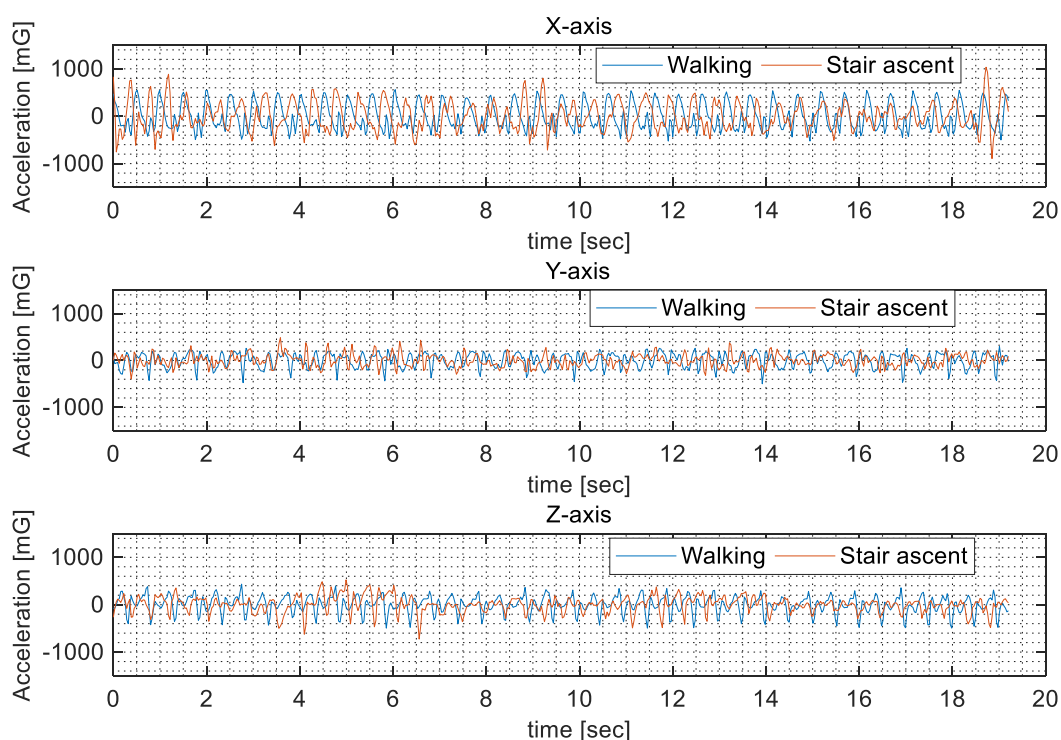 X-axis
Acceleration [mG]
1000
0
-1000
Walking Stair ascent
0 2 4 6 8 10 12 14 16 18 20
time [sec]
Y-axis
Acceleration [mG]
1000
0
-1000
Walking Stair ascent
0 2 4 6 8 10 12 14 16 18 20
time [sec]
Z-axis
Acceleration [mG]
1000
0
-1000
Walking Stair ascent
0 2 4 6 8 10 12 14 16 18 20
time [sec]